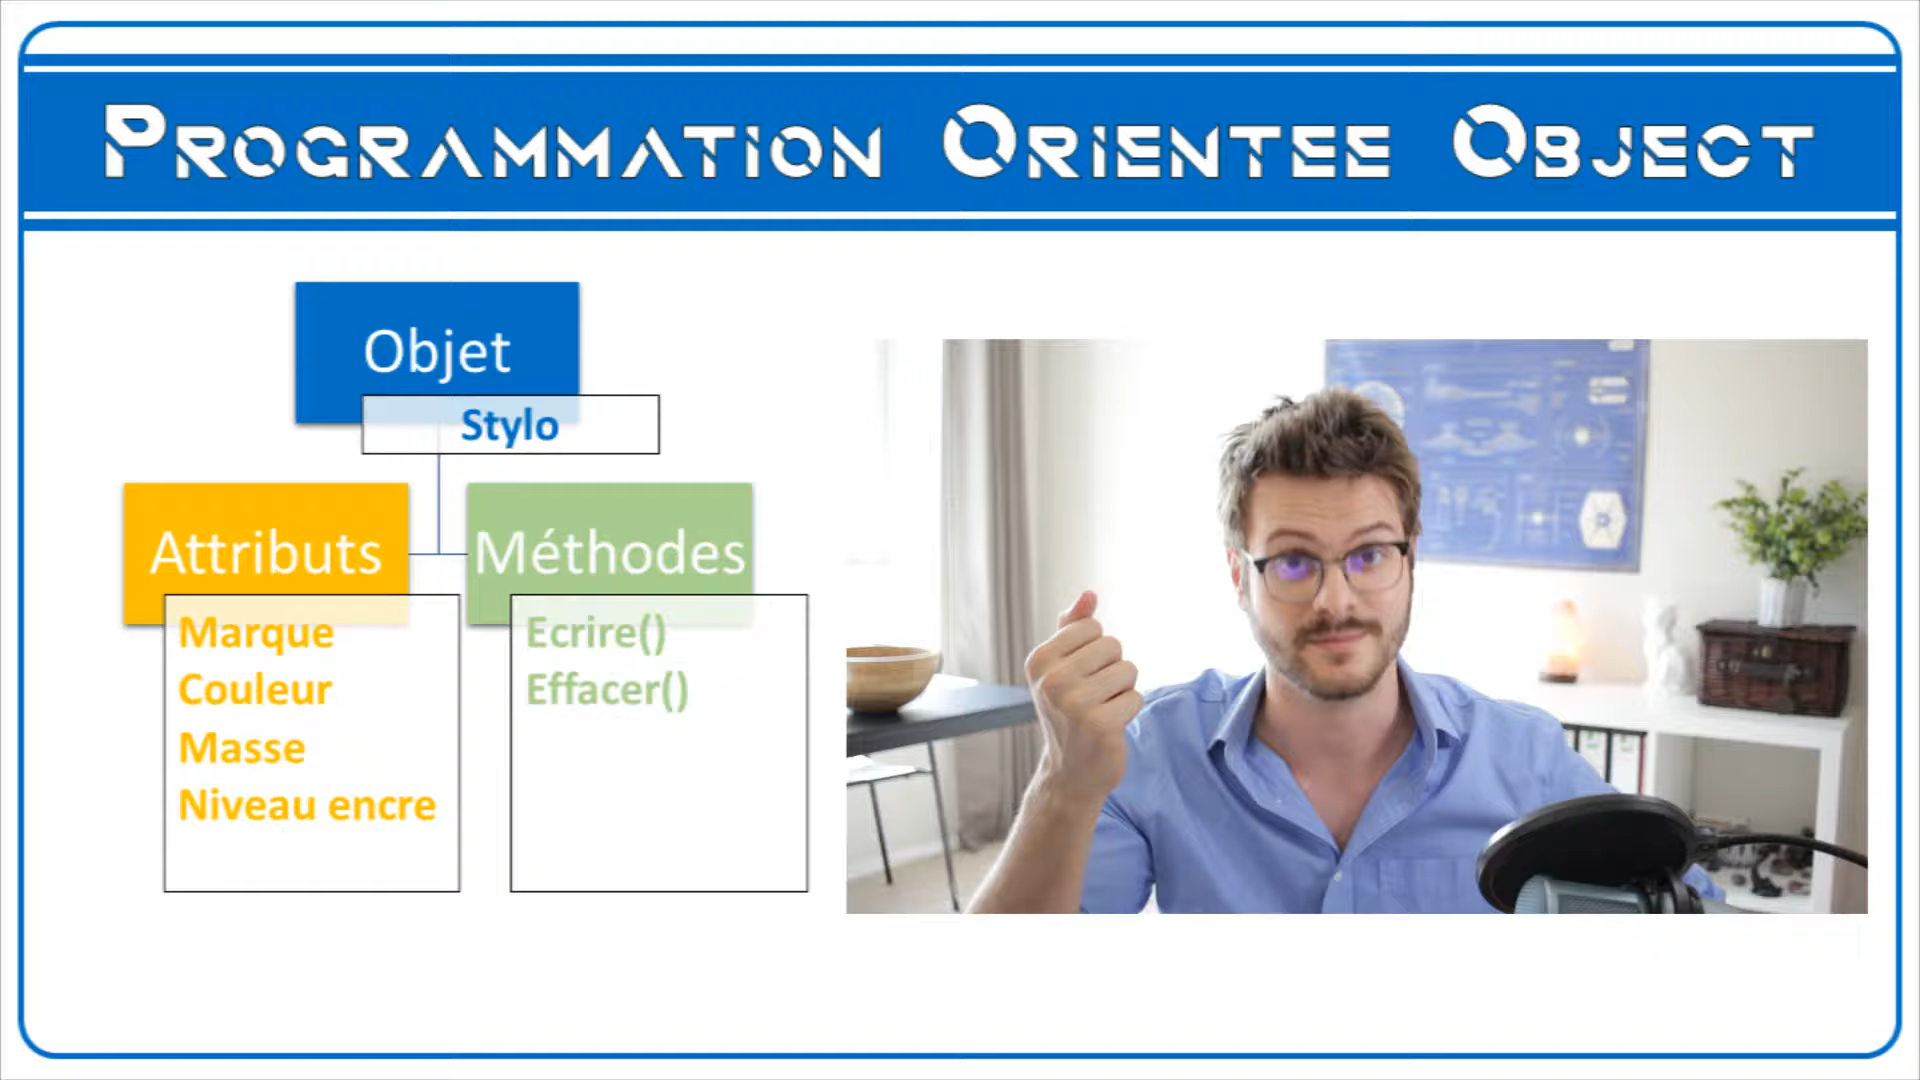 PROGRAMMATION ORIENTEE OBJECT
Objet
Stylo
Attributs
Marque
Couleur
Masse
Niveau encre
Méthodes
Ecrire()
Effacer()